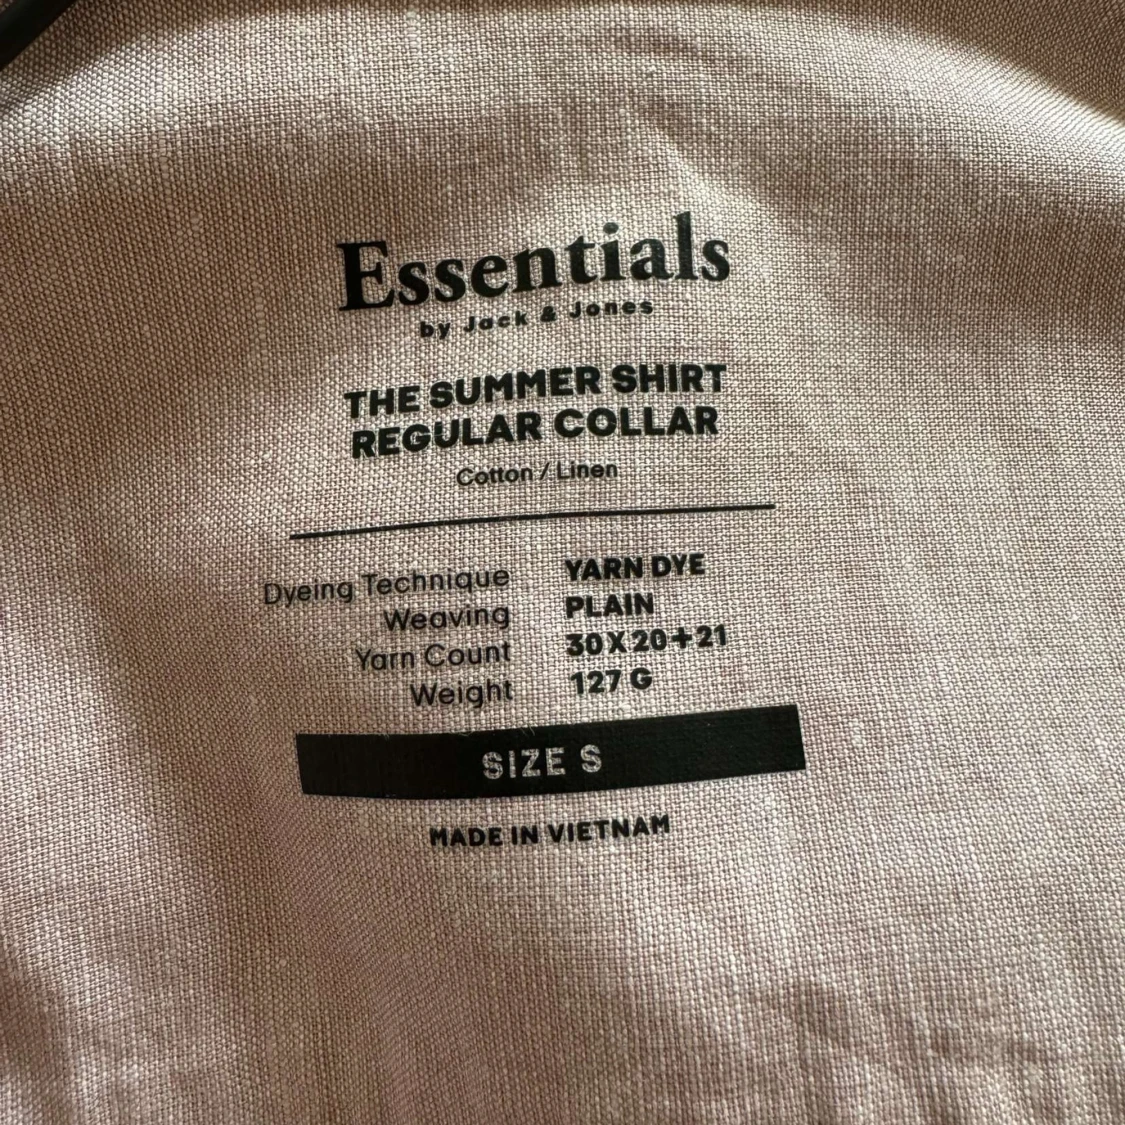 Essentials
by Jack & Jones
THE SUMMER SHIRT
REGULAR COLLAR
Cotton / Linen
Dyeing Technique YARN DYE
Weaving PLAIN
Yarn Count 30X20+21
Weight 127 G
SIZE S
MADE IN VIETNAM